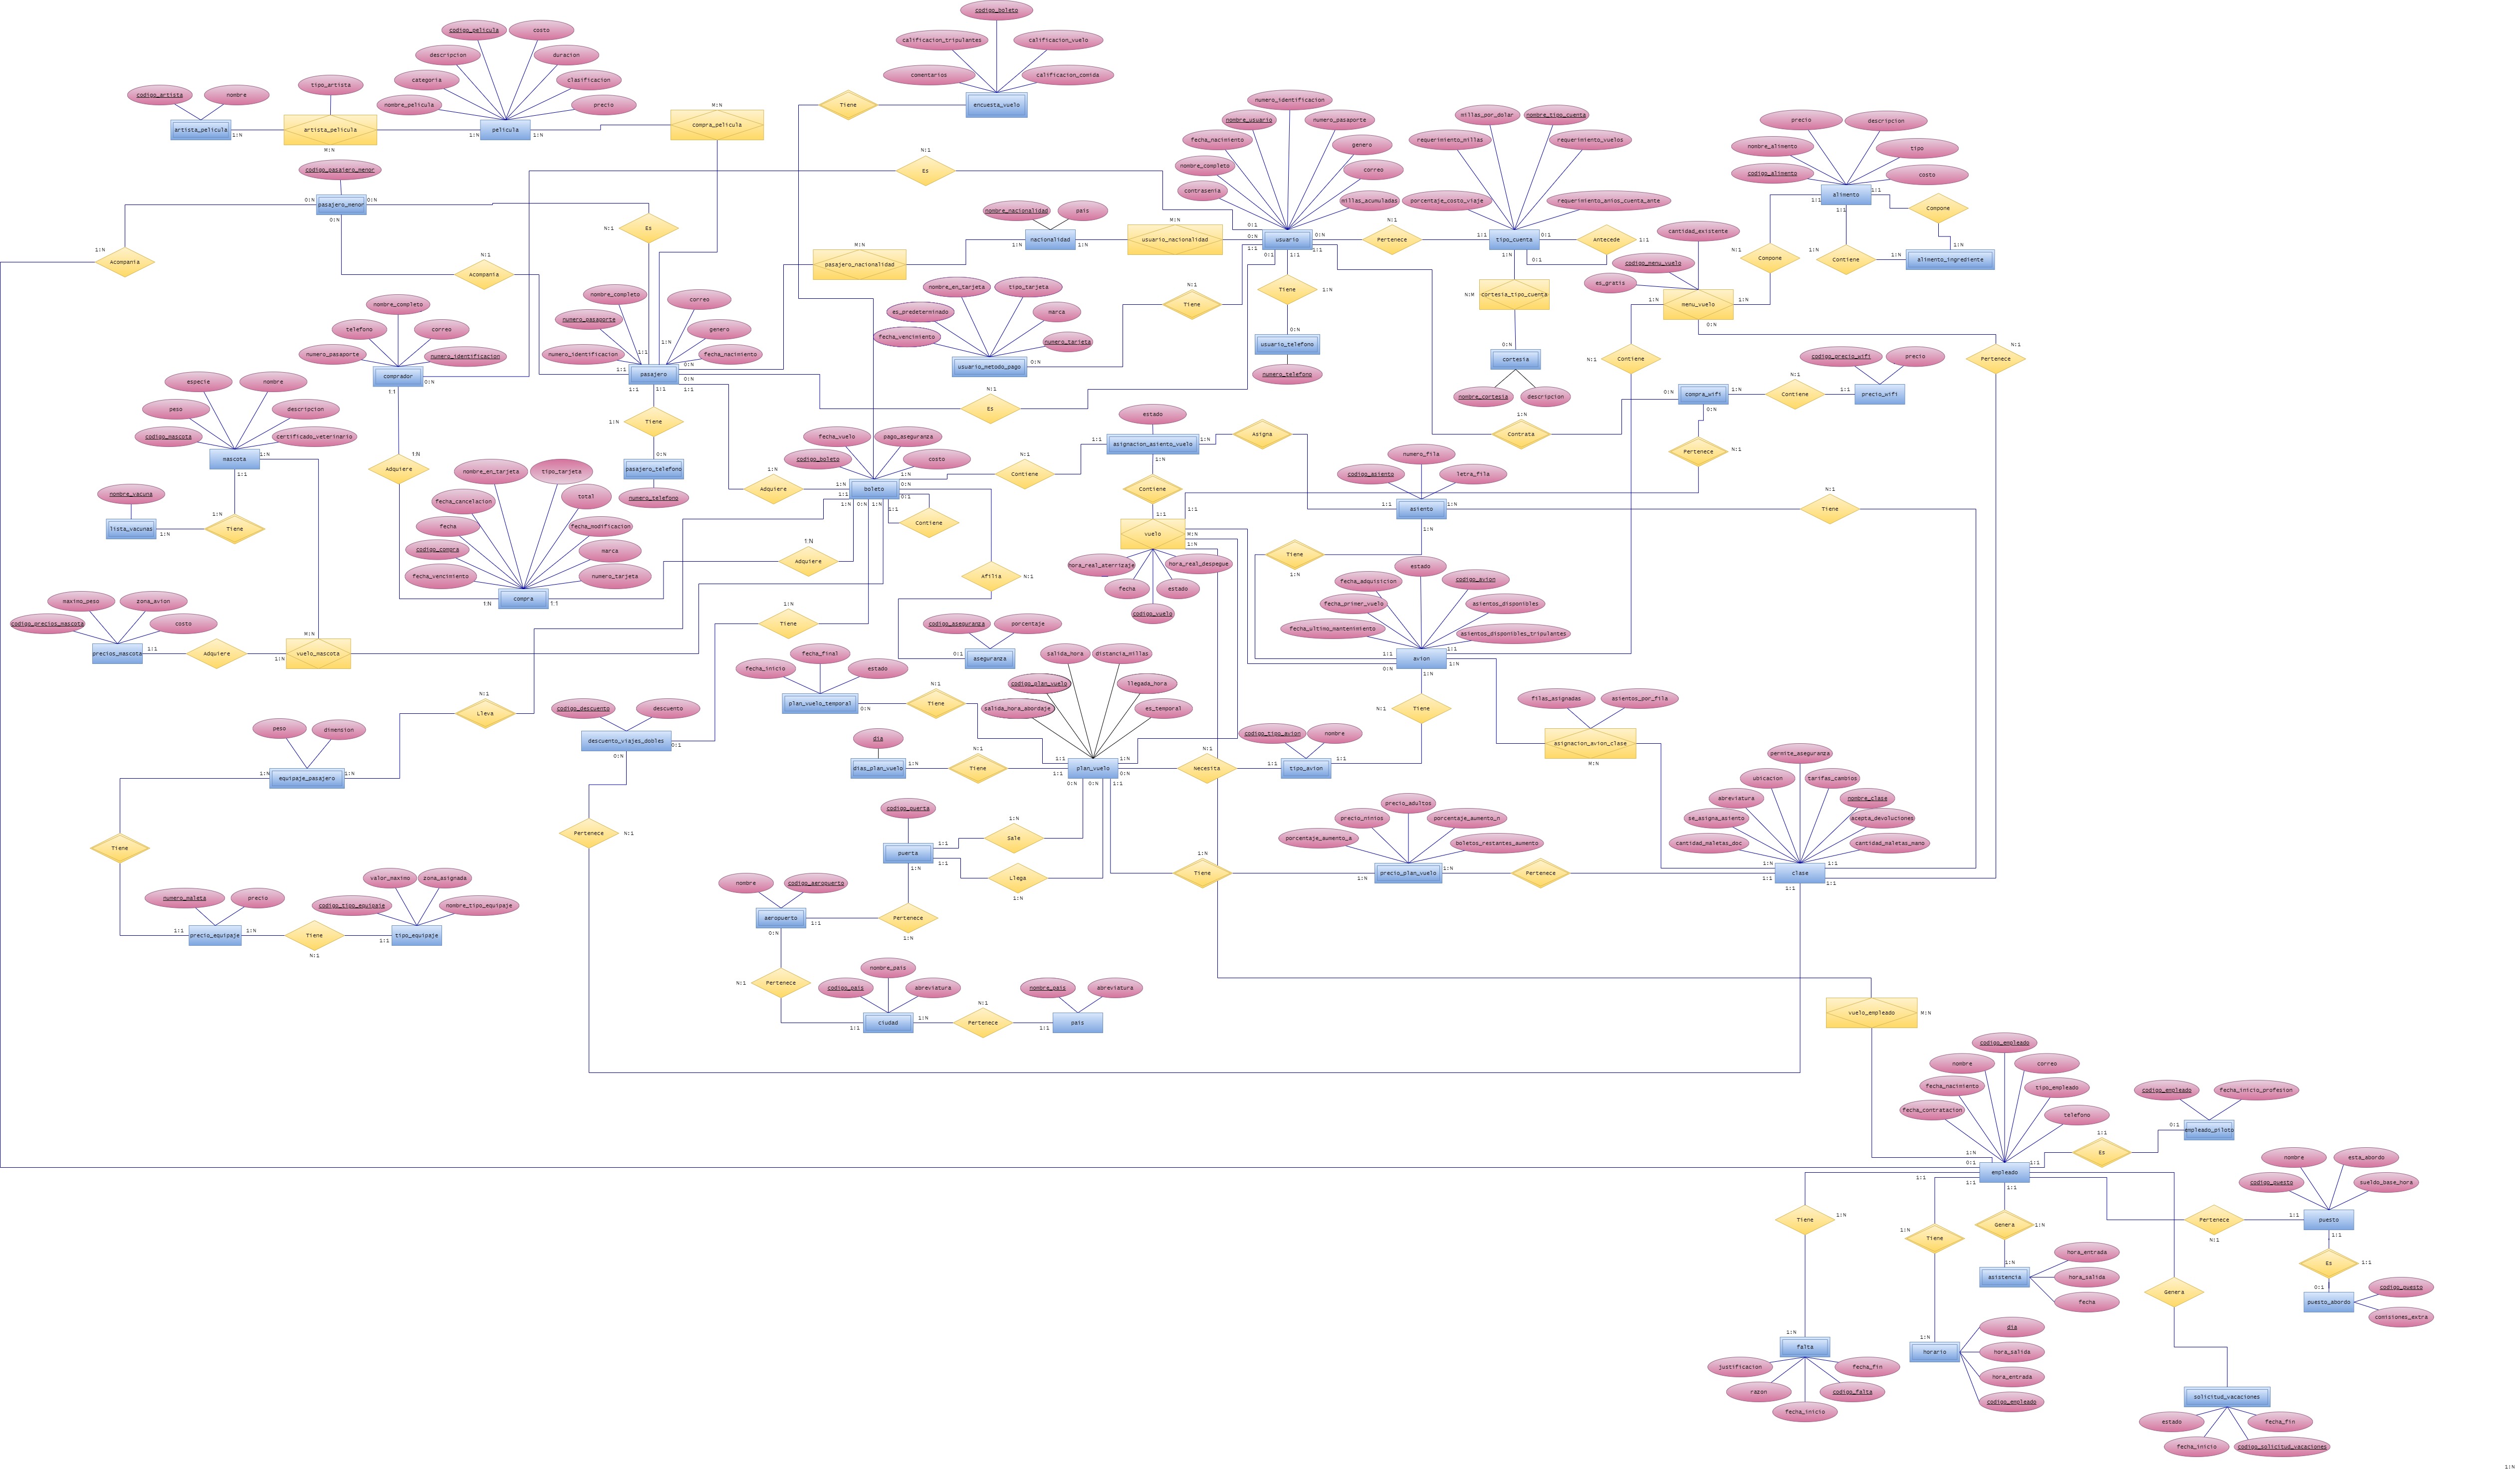 codigo_boleto
calificacion_tripulantes
calificacion_vuelo
comentarios
calificacion_comida
Tiene
encuesta_vuelo
codigo_pelicula
costo
descripcion
duracion
categoria
clasificacion
nombre_pelicula
precio
pelicula
1:N
1:N
codigo_artista
nombre
artista_pelicula
1:N
tipo_artista
artista_pelicula
M:N
M:N
compra_pelicula
codigo_pasajero_menor
0:N
pasajero_menor
0:N
0:N
1:N
Acompania
N:1
Acompania
N:1
Es
N:1
Es
M:N
pasajero_nacionalidad
nombre_nacionalidad
pais
1:N
nacionalidad
1:N
M:N
usuario_nacionalidad
numero_identificacion
nombre_usuario
numero_pasaporte
fecha_nacimiento
genero
nombre_completo
correo
contrasenia
millas_acumuladas
0:1
0:N
usuario
0:N
1:1
0:1
1:1
1:1
N:1
Pertenece
millas_por_dolar
nombre_tipo_cuenta
requerimiento_millas
requerimiento_vuelos
porcentaje_costo_viaje
requerimiento_anios_cuenta_ante
1:1
tipo_cuenta
0:1
0:1
1:N
Antecede
1:1
N:M
Cortesia_tipo_cuenta
0:N
cortesia
nombre_cortesia
descripcion
precio
descripcion
nombre_alimento
tipo
codigo_alimento
costo
alimento
1:1
1:1
1:1
Compone
1:N
alimento_ingrediente
1:N
Contiene
1:N
N:1
Compone
cantidad_existente
codigo_menu_vuelo
es_gratis
1:N
menu_vuelo
1:N
0:N
N:1
Contiene
N:1
Pertenece
nombre_completo
telefono
correo
numero_pasaporte
numero_identificacion
comprador
0:N
1:1
nombre_completo
correo
numero_pasaporte
genero
numero_identificacion
fecha_nacimiento
1:1
1:N
pasajero
1:1
0:N
0:N
1:1
1:1
1:1
1:N
Tiene
0:N
pasajero_telefono
numero_telefono
nombre_en_tarjeta
tipo_tarjeta
es_predeterminado
marca
fecha_vencimiento
numero_tarjeta
usuario_metodo_pago
0:N
N:1
Tiene
Tiene
1:N
0:N
usuario_telefono
numero_telefono
N:1
Es
1:N
Contrata
codigo_precio_wifi
precio
0:N
compra_wifi
1:N
0:N
N:1
Contiene
1:1
precio_wifi
Pertenece
N:1
especie
nombre
peso
descripcion
codigo_mascota
certificado_veterinario
mascota
1:N
1:1
nombre_vacuna
lista_vacunas
1:N
1:N
Tiene
1:N
Adquiere
nombre_en_tarjeta
tipo_tarjeta
fecha_cancelacion
total
fecha
fecha_modificacion
codigo_compra
marca
fecha_vencimiento
numero_tarjeta
1:N
compra
1:1
1:N
Adquiere
fecha_vuelo
pago_aseguranza
codigo_boleto
costo
1:N
Adquiere
1:N
1:N
boleto
0:N
0:1
1:1
1:N
0:N
1:N
1:1
Contiene
1:N
Contiene
estado
1:1
asignacion_asiento_vuelo
1:N
1:N
Asigna
Contiene
1:1
vuelo
1:1
M:N
1:N
hora_real_aterrizaje
hora_real_despegue
fecha
estado
codigo_vuelo
numero_fila
codigo_asiento
letra_fila
1:1
asiento
1:N
1:N
N:1
Tiene
Tiene
1:N
Afilia
N:1
codigo_aseguranza
porcentaje
0:1
aseguranza
estado
fecha_adquisicion
codigo_avion
fecha_primer_vuelo
asientos_disponibles
fecha_ultimo_mantenimiento
asientos_disponibles_tripulantes
1:1
0:N
avion
1:1
1:N
1:N
N:1
Tiene
maximo_peso
zona_avion
codigo_precios_mascota
costo
precios_mascota
1:1
Adquiere
1:N
M:N
vuelo_mascota
1:N
Tiene
fecha_final
fecha_inicio
estado
plan_vuelo_temporal
0:N
N:1
Tiene
salida_hora
distancia_millas
codigo_plan_vuelo
llegada_hora
salida_hora_abordaje
es_temporal
1:1
1:N
plan_vuelo
1:1
0:N
0:N
0:N
1:1
dia
dias_plan_vuelo
1:N
N:1
Tiene
N:1
Necesita
codigo_tipo_avion
nombre
1:1
tipo_avion
1:1
filas_asignadas
asientos_por_fila
asignacion_avion_clase
M:N
N:1
Lleva
codigo_descuento
descuento
descuento_viajes_dobles
0:1
0:N
Pertenece
N:1
peso
dimension
1:N
equipaje_pasajero
1:N
Tiene
numero_maleta
precio
1:1
precio_equipaje
1:N
Tiene
N:1
valor_maximo
zona_asignada
codigo_tipo_equipaje
nombre_tipo_equipaje
1:1
tipo_equipaje
codigo_puerta
puerta
1:1
1:1
1:N
1:N
Sale
Llega
1:N
nombre
codigo_aeropuerto
aeropuerto
1:1
0:N
Pertenece
1:N
N:1
Pertenece
nombre_pais
codigo_pais
abreviatura
1:1
ciudad
1:N
N:1
Pertenece
nombre_pais
abreviatura
1:1
pais
1:N
Tiene
precio_adultos
precio_ninios
porcentaje_aumento_n
porcentaje_aumento_a
boletos_restantes_aumento
1:N
precio_plan_vuelo
1:N
Pertenece
permite_aseguranza
ubicacion
tarifas_cambios
abreviatura
nombre_clase
se_asigna_asiento
acepta_devoluciones
cantidad_maletas_doc
cantidad_maletas_mano
1:N
1:1
1:1
clase
1:1
vuelo_empleado
M:N
codigo_empleado
nombre
correo
fecha_nacimiento
tipo_empleado
fecha_contratacion
telefono
1:N
0:1
1:1
empleado
1:1
1:1
1:1
codigo_empleado
fecha_inicio_profesion
empleado_piloto
0:1
1:1
Es
nombre
esta_abordo
codigo_puesto
sueldo_base_hora
Pertenece
N:1
1:1
puesto
1:1
Es
1:1
0:1
puesto_abordo
codigo_puesto
comisiones_extra
Tiene
1:N
1:N
Tiene
Genera
1:N
1:N
asistencia
hora_entrada
hora_salida
fecha
Genera
1:N
falta
justificacion
fecha_fin
razon
codigo_falta
fecha_inicio
1:N
horario
dia
hora_salida
hora_entrada
codigo_empleado
solicitud_vacaciones
estado
fecha_fin
fecha_inicio
codigo_solicitud_vacaciones
1:N